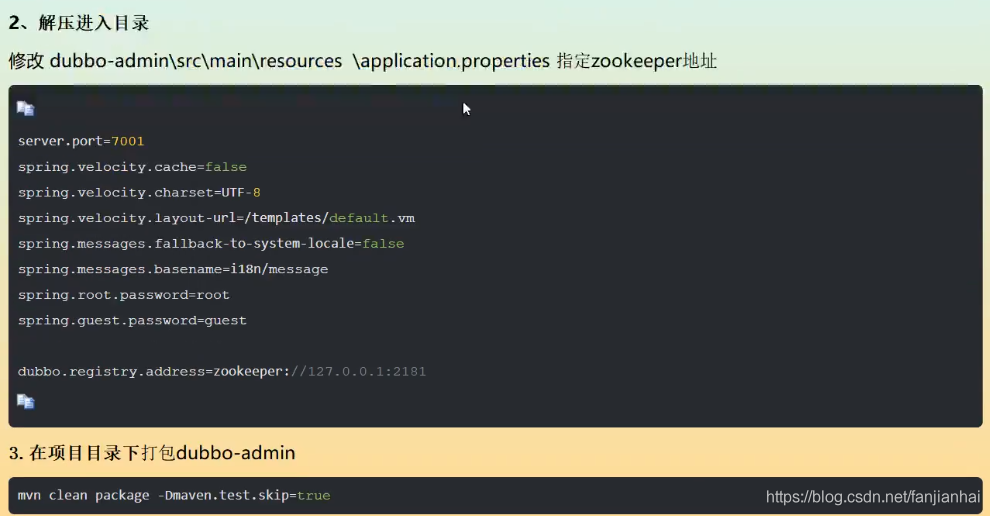 2、解压进入目录
修改 dubbo-admin\src\main\resources \application.properties 指定zookeeper地址
server.port=7001
spring.velocity.cache=false
spring.velocity.charset=UTF-8
spring.velocity.layout-url=/templates/default.vm
spring.messages.fallback-to-system-locale=false
spring.messages.basename=i18n/message
spring.root.password=root
spring.guest.password=guest
dubbo.registry.address=zookeeper://127.0.0.1:2181
3. 在项目目录下打包dubbo-admin
mvn clean package -Dmaven.test.skip=true
https://blog.csdn.net/fanjianhai